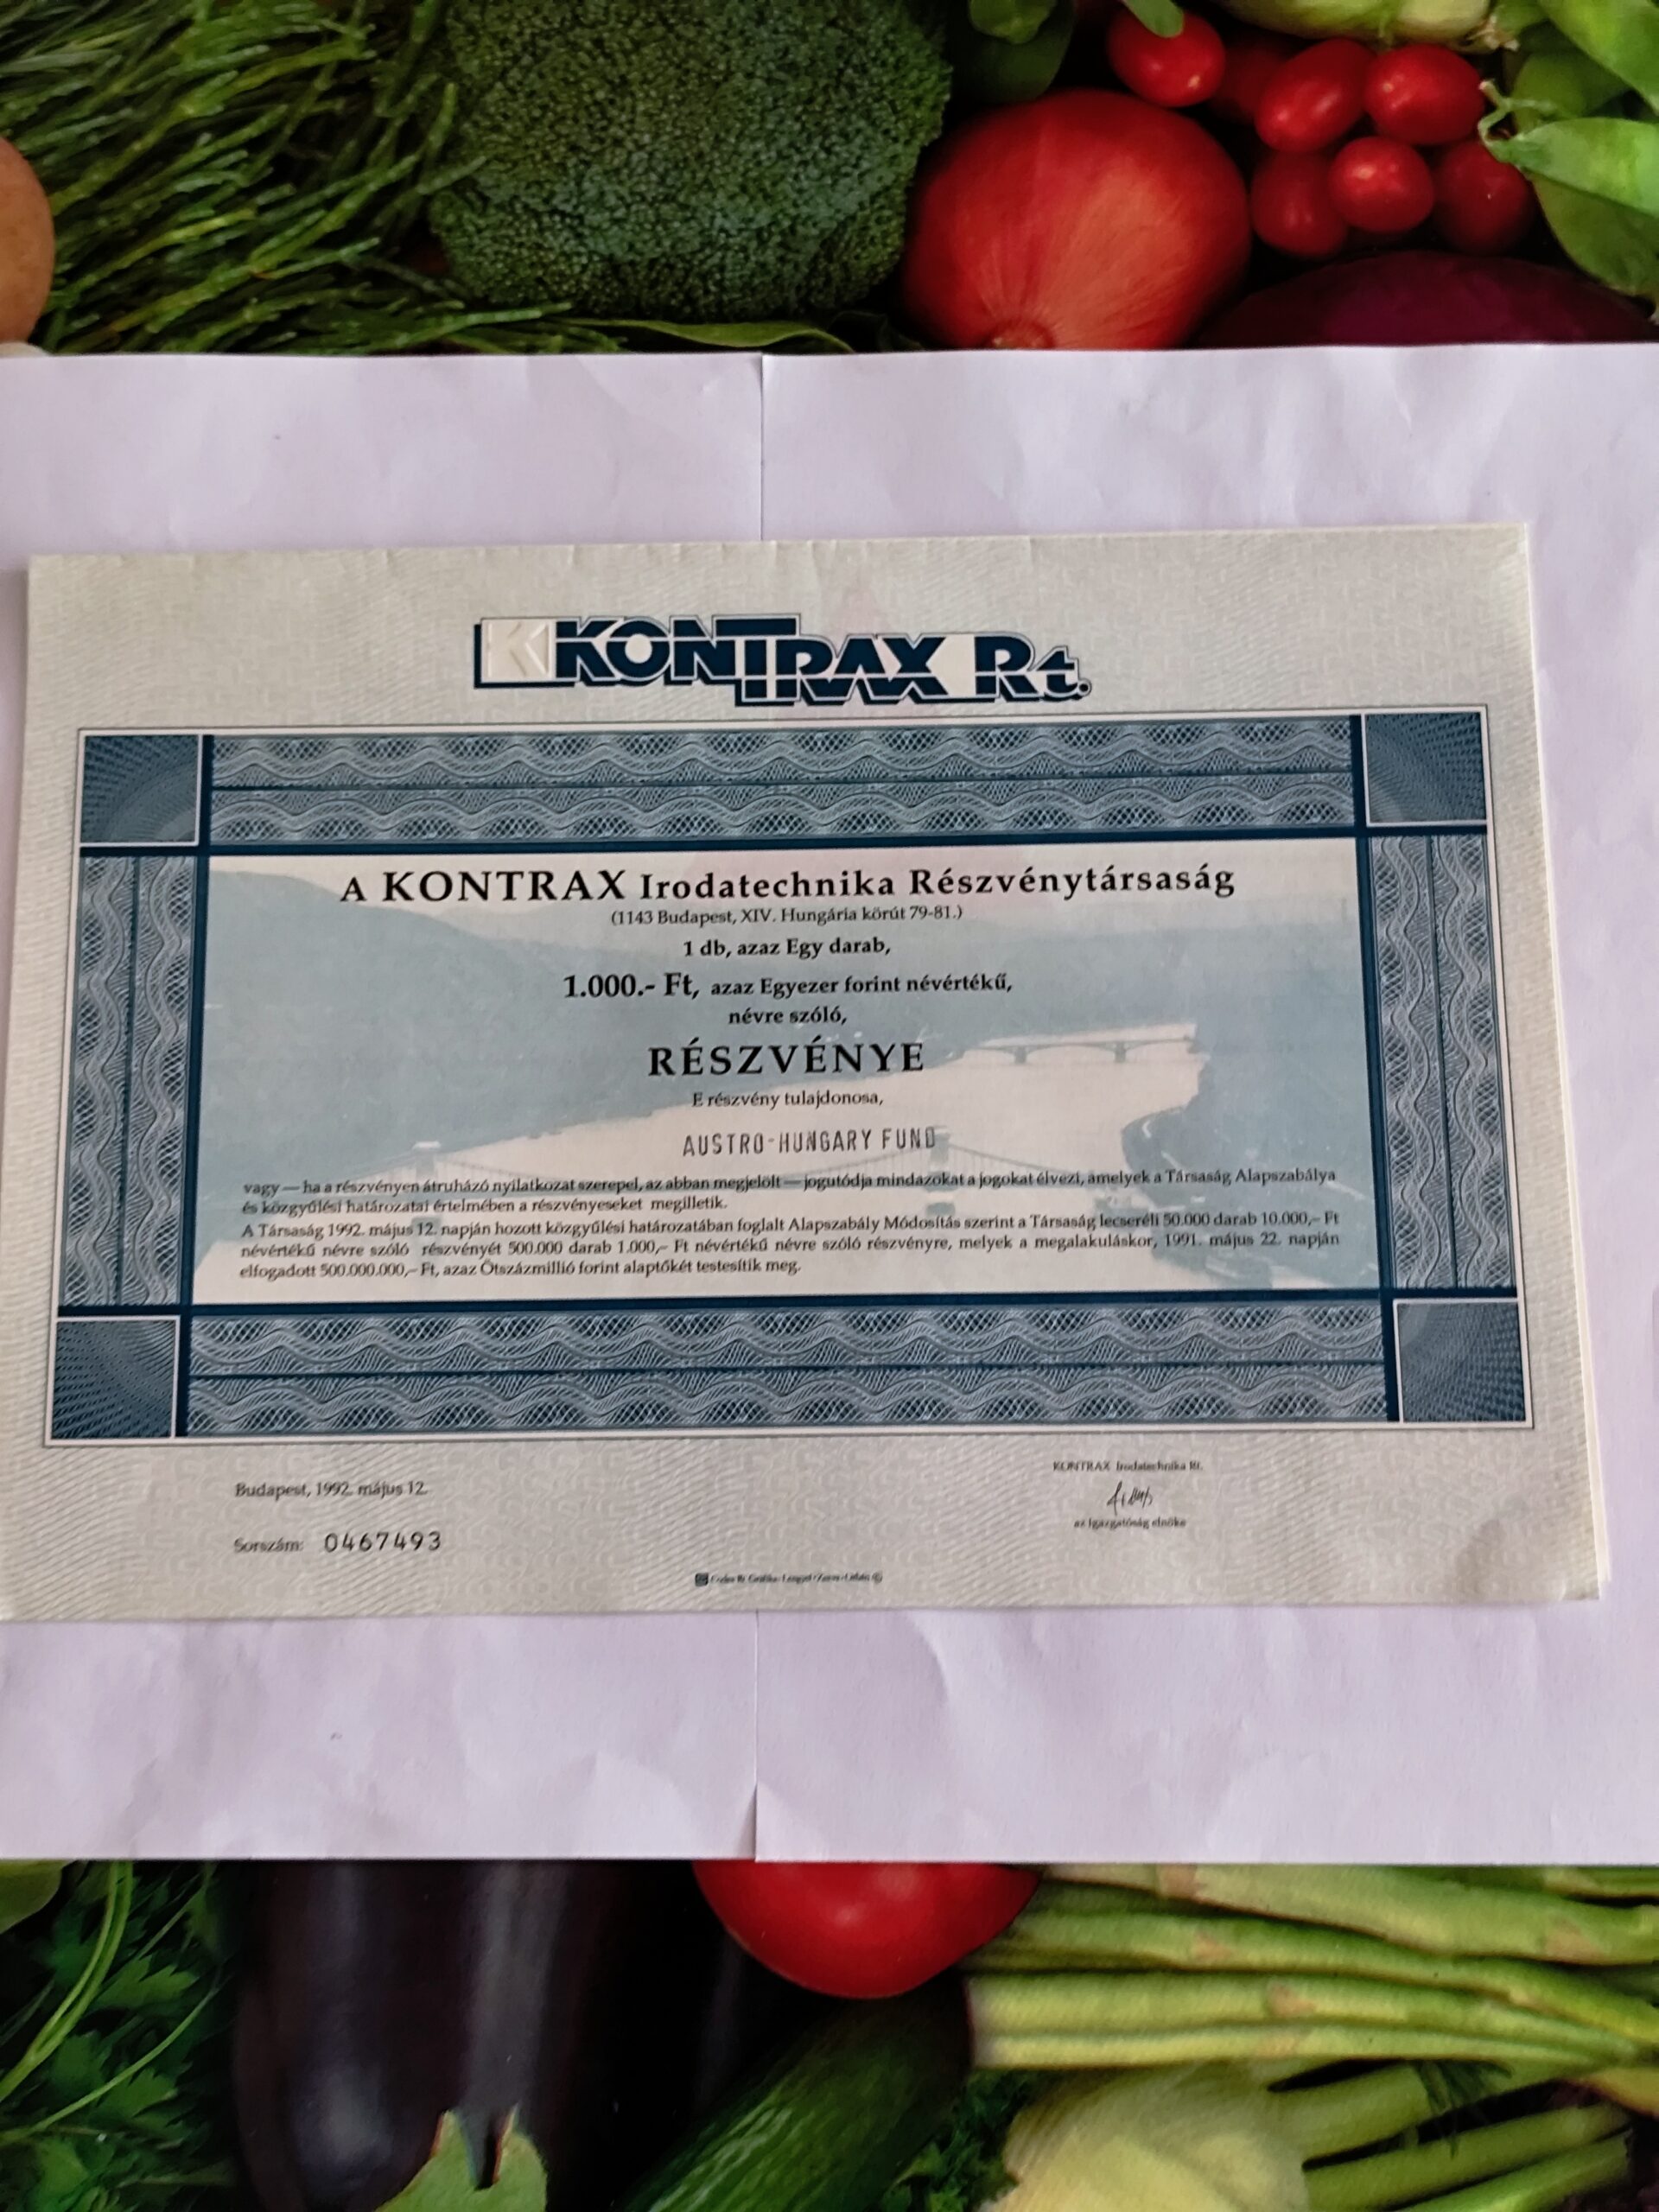 KONTRAX Rt.
A KONTRAX Irodatechnika Részvénytársaság
(1143 Budapest, XIV. Hungária körút 79-81.)
1 db, azaz Egy darab,
1.000.- Ft, azaz Egyezer forint névértékű,
névre szóló,
RÉSZVÉNYE
E részvény tulajdonosa,
AUSTRO-HUNGARY FUND
vagy — ha a részvényen átruházó nyilatkozat szerepel, az abban megjelölt — jogutódja mindazokat a jogokat élvezi, amelyek a Társaság Alapszabálya
és közgyűlési határozatai értelmében a részvényeseket megilletik.
A Társaság 1992. május 12. napján hozott közgyűlési határozatában foglalt Alapszabály Módosítás szerint a Társaság lecseréli 50.000 darab 10.000,- Ft
névértékű névre szóló részvényét 500.000 darab 1.000,- Ft névértékű névre szóló részvényre, melyek a megalakuláskor, 1991. május 22. napján
elfogadott 500.000.000,- Ft, azaz Ötszázmillió forint alaptőkét testesítik meg.
Budapest, 1992. május 12.
KONTRAX Irodatechnika Rt.
az Igazgatóság elnöke
Sorszám: 0467493